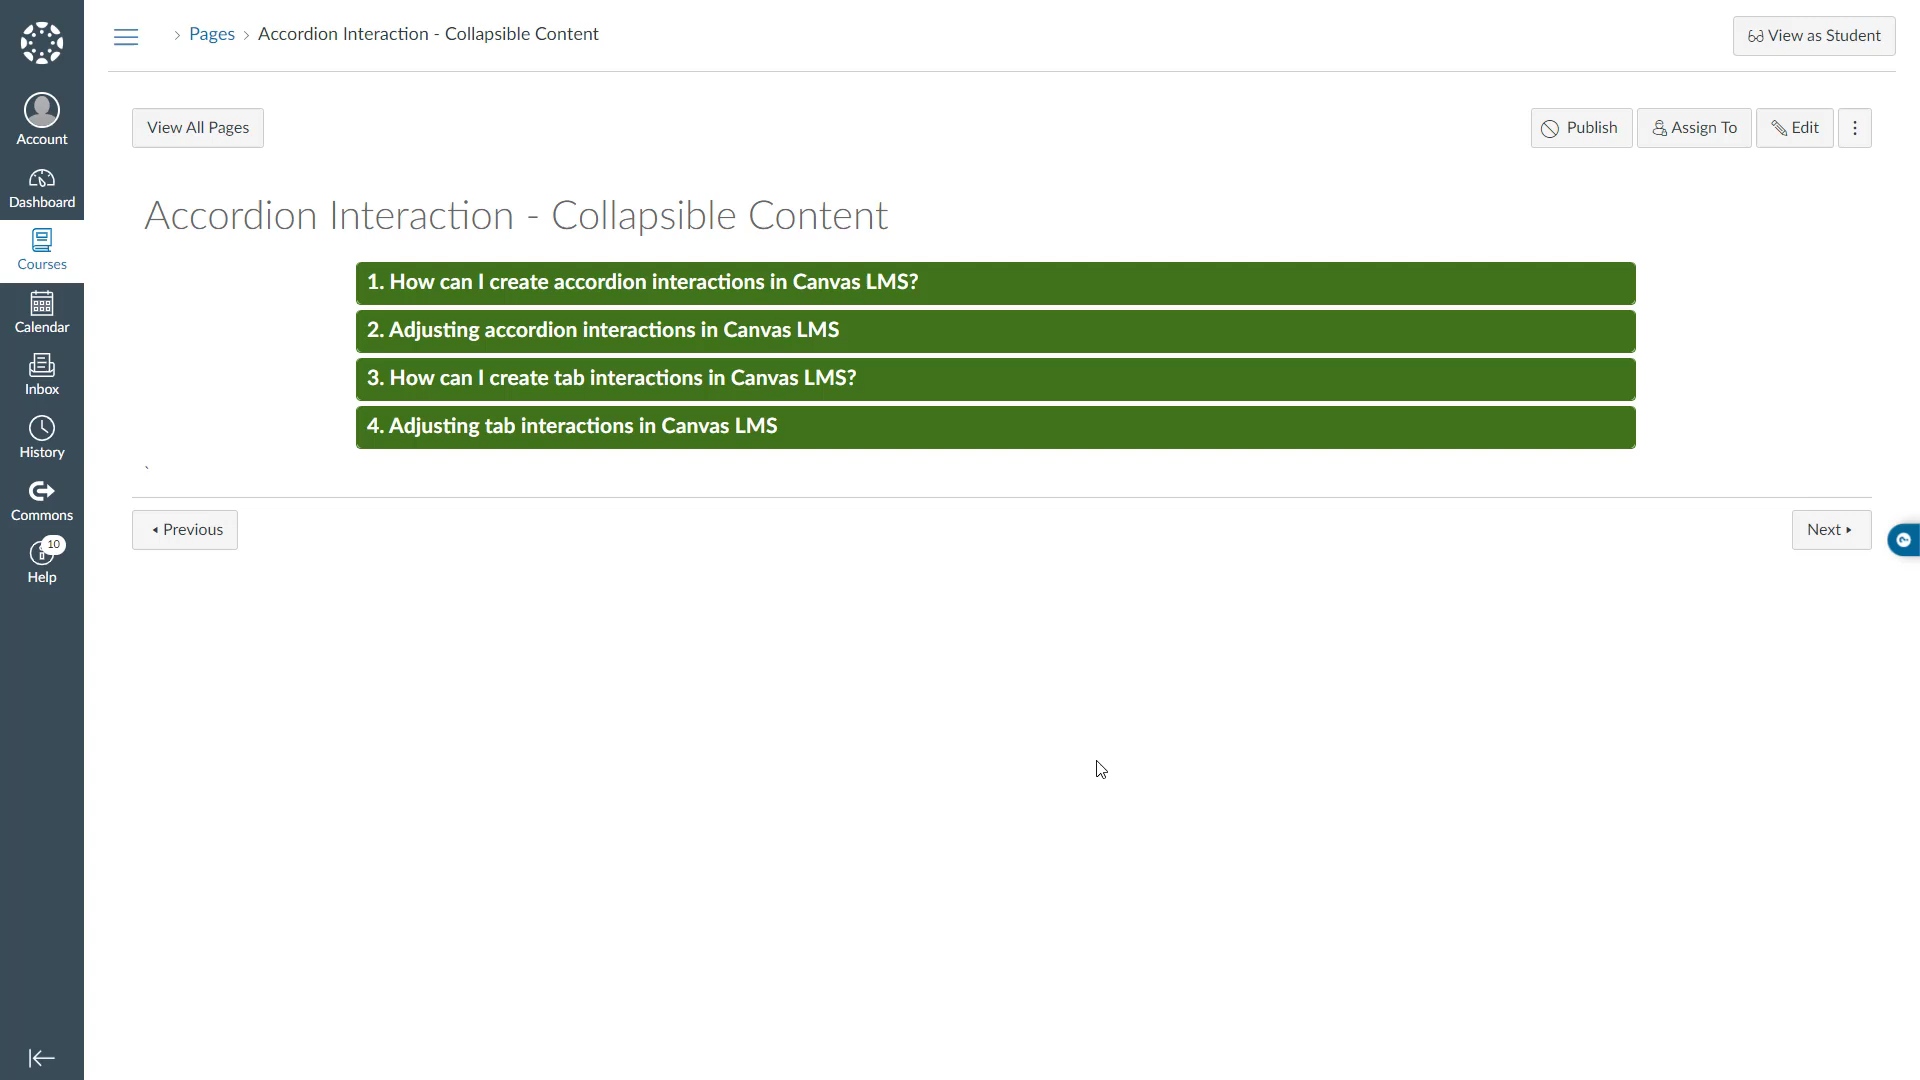 Pages
Accordion Interaction - Collapsible Content
View as Student
Account
Dashboard
Courses
Calendar
Inbox
History
Commons
10
Help
View All Pages
Publish
Assign To
Edit
Accordion Interaction - Collapsible Content
1. How can I create accordion interactions in Canvas LMS?
2. Adjusting accordion interactions in Canvas LMS
3. How can I create tab interactions in Canvas LMS?
4. Adjusting tab interactions in Canvas LMS
`
Previous
Next